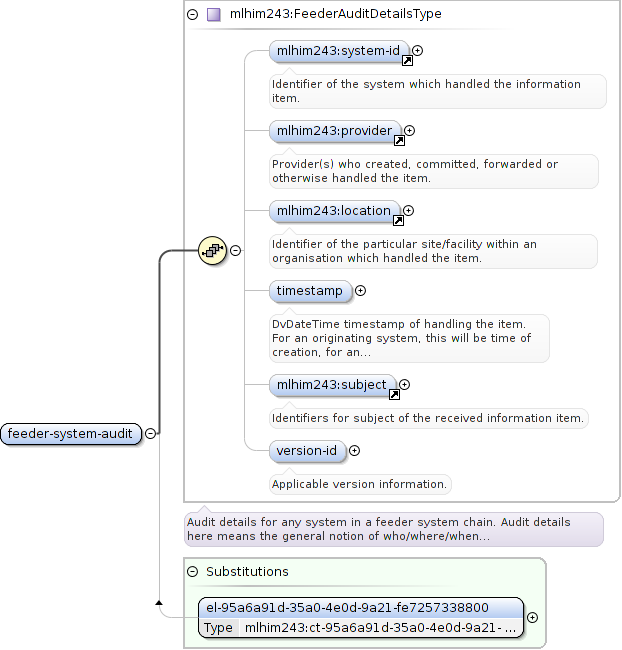 mlhim243:FeederAuditDetailsType
mlhim243:system-id
Identifier of the system which handled the information
item.
mlhim243:provider
Provider(s) who created, committed, forwarded or
otherwise handled the item.
mlhim243:location
Identifier of the particular site/facility within an
organisation which handled the item.
timestamp
DvDateTime timestamp of handling the item.
For an originating system, this will be time of
creation, for an...
mlhim243:subject
Identifiers for subject of the received information item.
feeder-system-audit
version-id
Applicable version information.
Audit details for any system in a feeder system chain. Audit details
here means the general notion of who/where/when...
Substitutions
el-95a6a91d-35a0-4e0d-9a21-fe7257338800
Type mlhim243:ct-95a6a91d-35a0-4e0d-9a21- ...